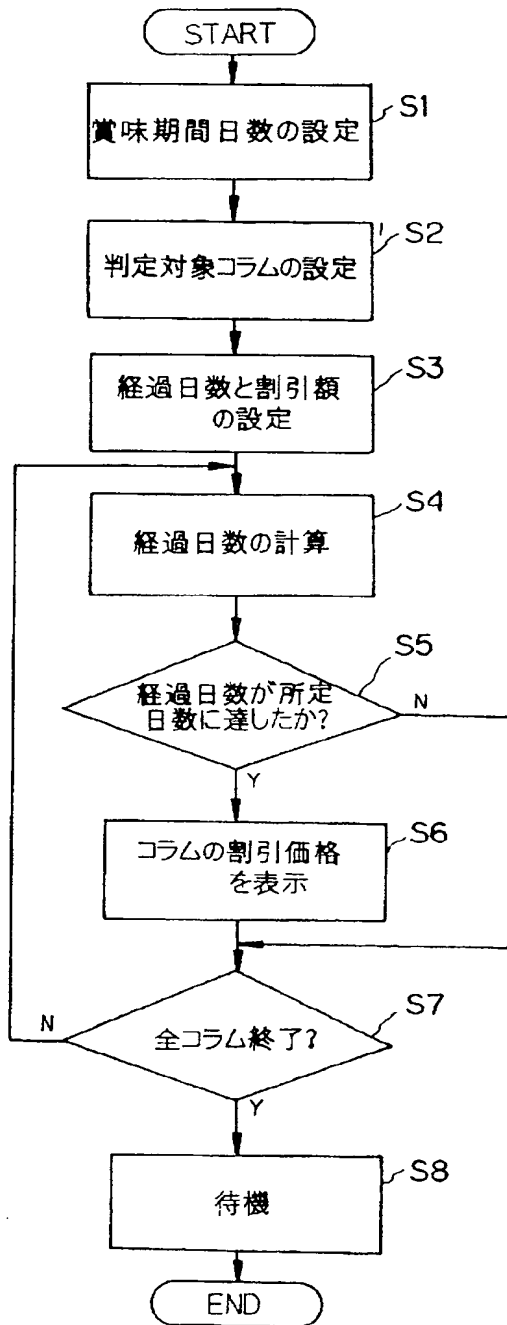 START
賞味期間日数の設定
S1
判定対象コラムの設定
S2
経過日数と割引額
の設定
S3
経過日数の計算
S4
経過日数が所定
日数に達したか?
S5
N
Y
コラムの割引価格
を表示
S6
全コラム終了?
S7
N
Y
待機
S8
END